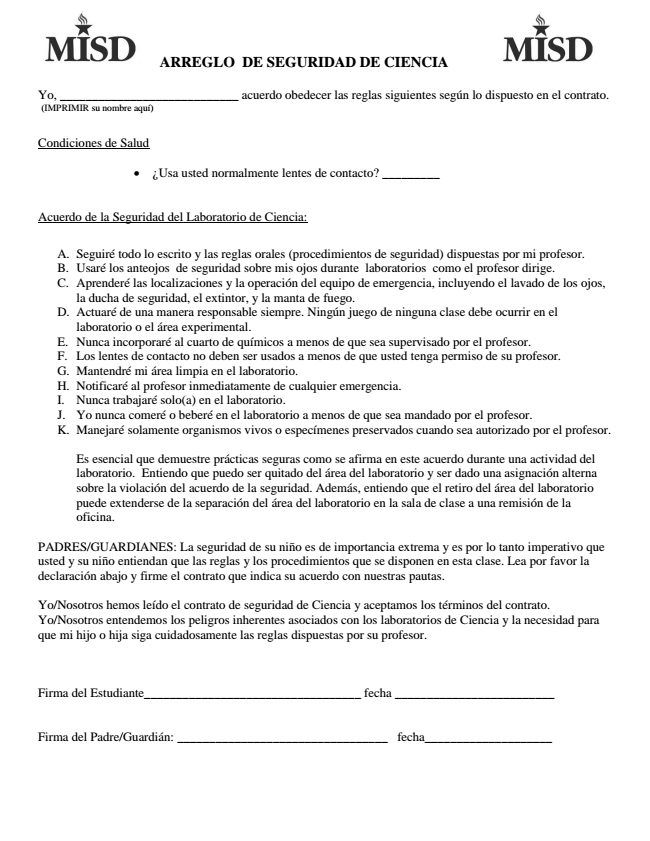 MISD
MISD
ARREGLO DE SEGURIDAD DE CIENCIA
Yo, ____________________________ acuerdo obedecer las reglas siguientes según lo dispuesto en el contrato.
(IMPRIMIR su nombre aquí)
Condiciones de Salud
• ¿Usa usted normalmente lentes de contacto? _________
Acuerdo de la Seguridad del Laboratorio de Ciencia:
A. Seguiré todo lo escrito y las reglas orales (procedimientos de seguridad) dispuestas por mi profesor.
B. Usaré los anteojos de seguridad sobre mis ojos durante laboratorios como el profesor dirige.
C. Aprenderé las localizaciones y la operación del equipo de emergencia, incluyendo el lavado de los ojos,
la ducha de seguridad, el extintor, y la manta de fuego.
D. Actuaré de una manera responsable siempre. Ningún juego de ninguna clase debe ocurrir en el
laboratorio o el área experimental.
E. Nunca incorporaré al cuarto de químicos a menos de que sea supervisado por el profesor.
F. Los lentes de contacto no deben ser usados a menos de que usted tenga permiso de su profesor.
G. Mantendré mi área limpia en el laboratorio.
H. Notificaré al profesor inmediatamente de cualquier emergencia.
I. Nunca trabajaré solo(a) en el laboratorio.
J. Yo nunca comeré o beberé en el laboratorio a menos de que sea mandado por el profesor.
K. Manejaré solamente organismos vivos o especímenes preservados cuando sea autorizado por el profesor.
Es esencial que demuestre prácticas seguras como se afirma en este acuerdo durante una actividad del
laboratorio. Entiendo que puedo ser quitado del área del laboratorio y ser dado una asignación alterna
sobre la violación del acuerdo de la seguridad. Además, entiendo que el retiro del área del laboratorio
puede extenderse de la separación del área del laboratorio en la sala de clase a una remisión de la
oficina.
PADRES/GUARDIANES: La seguridad de su niño es de importancia extrema y es por lo tanto imperativo que
usted y su niño entiendan que las reglas y los procedimientos que se disponen en esta clase. Lea por favor la
declaración abajo y firme el contrato que indica su acuerdo con nuestras pautas.
Yo/Nosotros hemos leído el contrato de seguridad de Ciencia y aceptamos los términos del contrato.
Yo/Nosotros entendemos los peligros inherentes asociados con los laboratorios de Ciencia y la necesidad para
que mi hijo o hija siga cuidadosamente las reglas dispuestas por su profesor.
Firma del Estudiante__________________________________ fecha _________________________
Firma del Padre/Guardián: _________________________________ fecha____________________